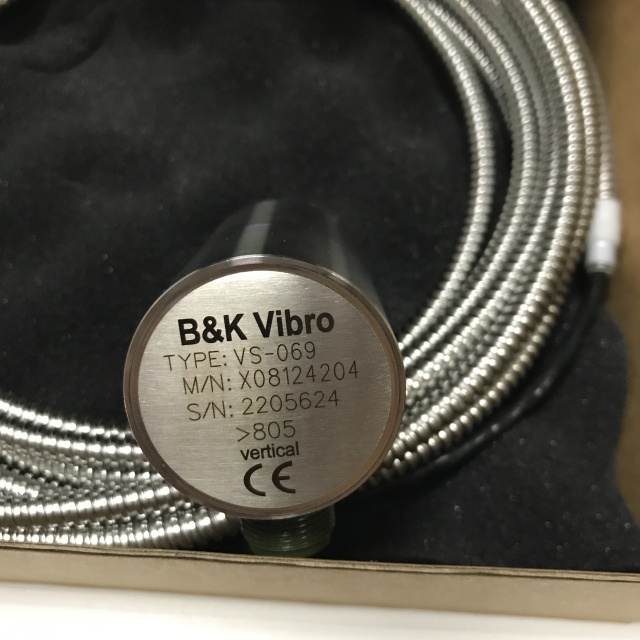 B&K Vibro
TYPE: VS-069
M/N: X08124204
S/N: 2205624
>805
vertical
CE